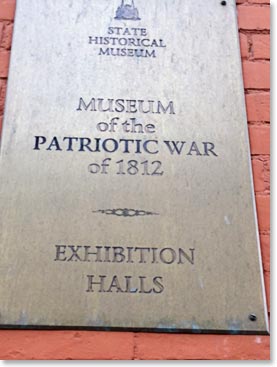 STATE
HISTORICAL
MUSEUM
MUSEUM
of the
PATRIOTIC WAR
of 1812
EXHIBITION
HALLS